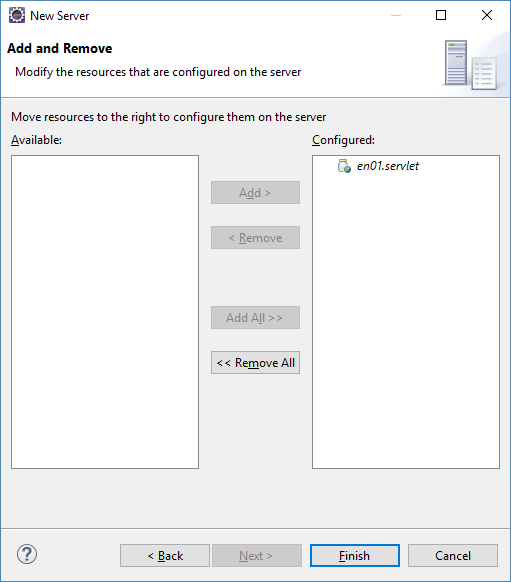 New Server
Add and Remove
Modify the resources that are configured on the server
Move resources to the right to configure them on the server
Available:
Configured:
en01.servlet
Add >
< Remove
Add All >>
<< Remove All
?
< Back
Next >
Finish
Cancel